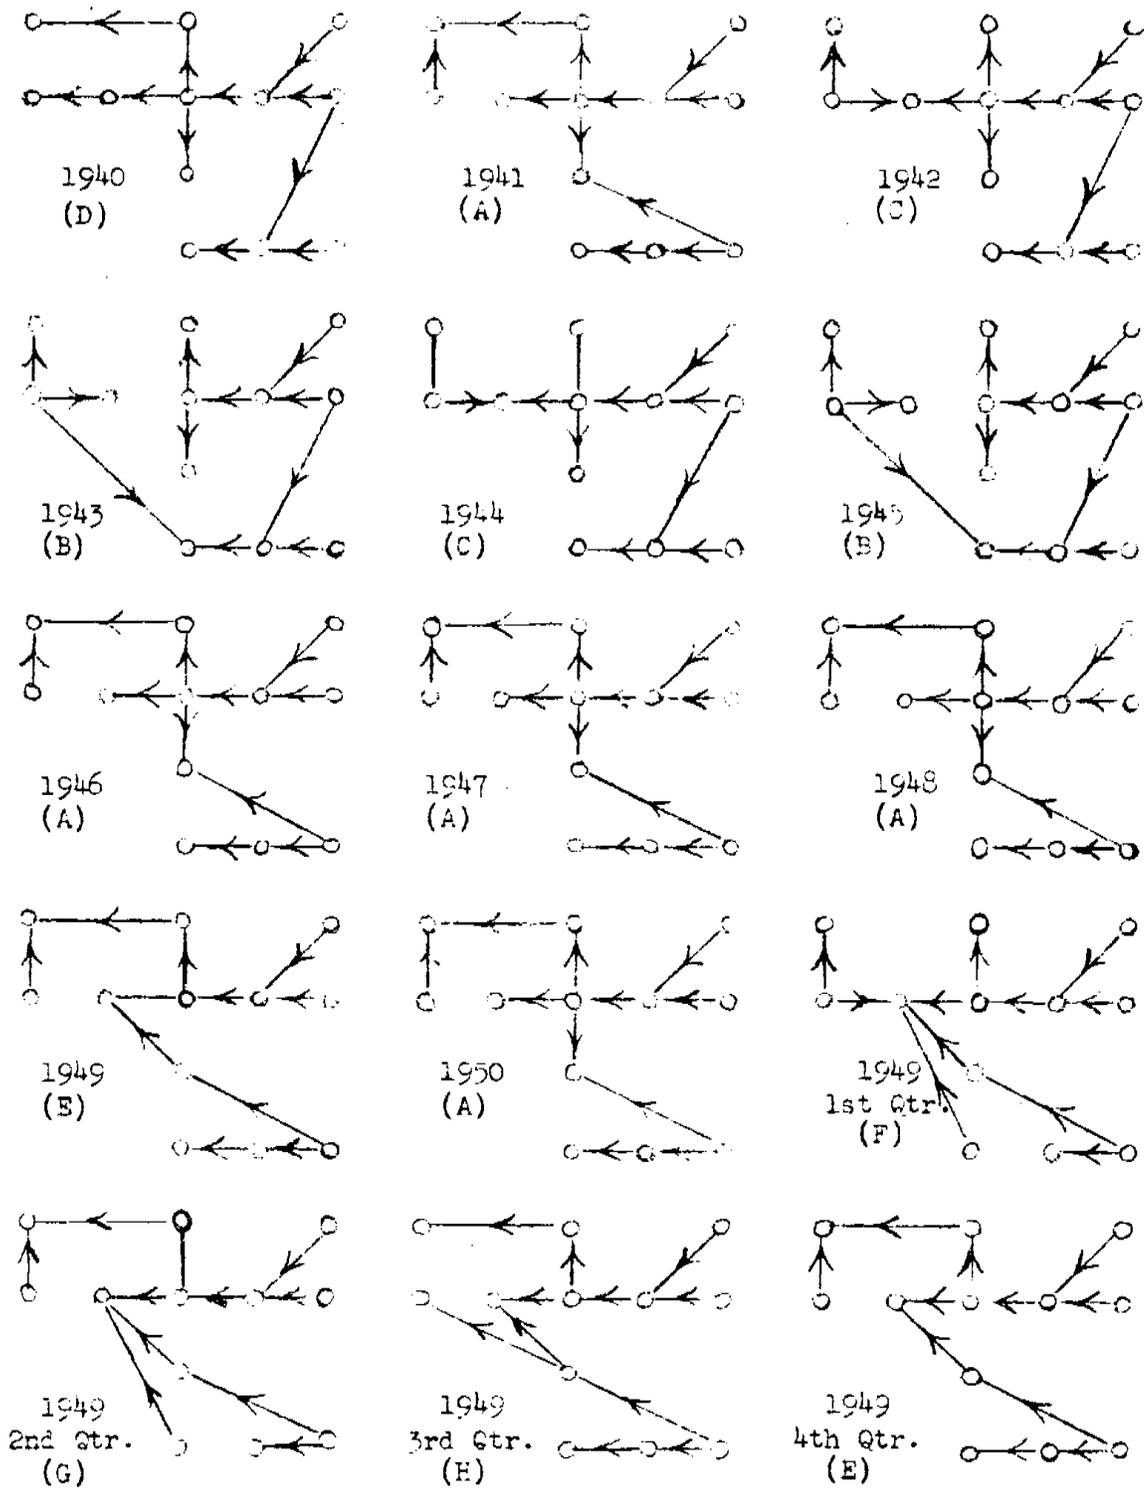 1940
(D)
1941
(A)
1942
(C)
1943
(B)
1944
(C)
1945
(B)
1946
(A)
1947
(A)
1948
(A)
1949
(E)
1950
(A)
1949
1st Qtr.
(F)
1949
2nd Qtr.
(G)
1949
3rd Qtr.
(H)
1949
4th Qtr.
(E)